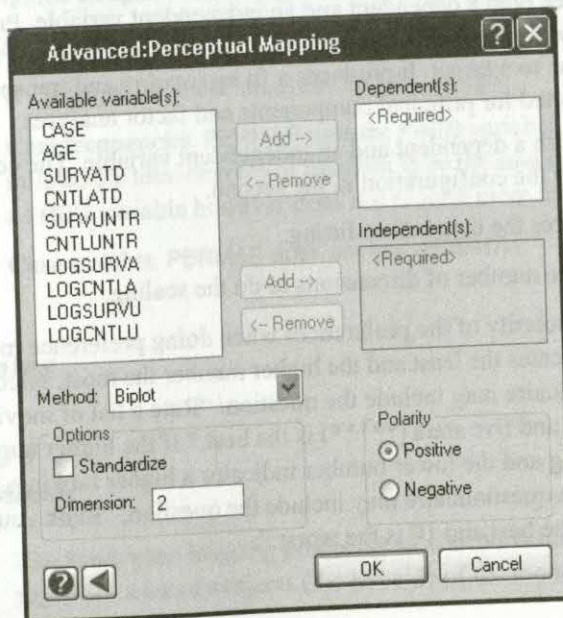 Advanced:Perceptual Mapping
Available variable(s):
CASE
AGE
SURVATD
CNTLATD
SURVUNTR
CNTLUNTR
LOGSURVA
LOGCNTLA
LOGSURVU
LOGCNTLU
Add -->
<-- Remove
Dependent(s):
<Required>
Add -->
<-- Remove
Independent(s):
<Required>
Method: Biplot
Options
Standardize
Dimension: 2
Polarity
Positive
Negative
OK
Cancel